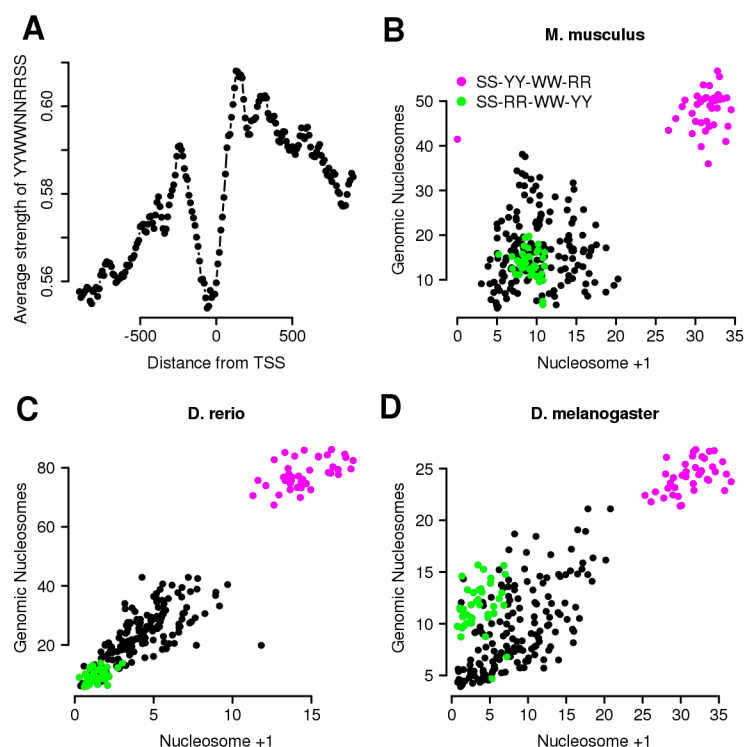 A
Average strength of YYWWNNRRSS
0.60
0.58
0.56
-500 0 500
Distance from TSS
B
M. musculus
SS-YY-WW-RR
SS-RR-WW-YY
Genomic Nucleosomes
50
40
30
20
10
0 5 10 15 20 25 30 35
Nucleosome +1
C
D. rerio
Genomic Nucleosomes
80
60
40
20
0 5 10 15
Nucleosome +1
D
D. melanogaster
Genomic Nucleosomes
25
20
15
10
5
0 5 10 15 20 25 30 35
Nucleosome +1